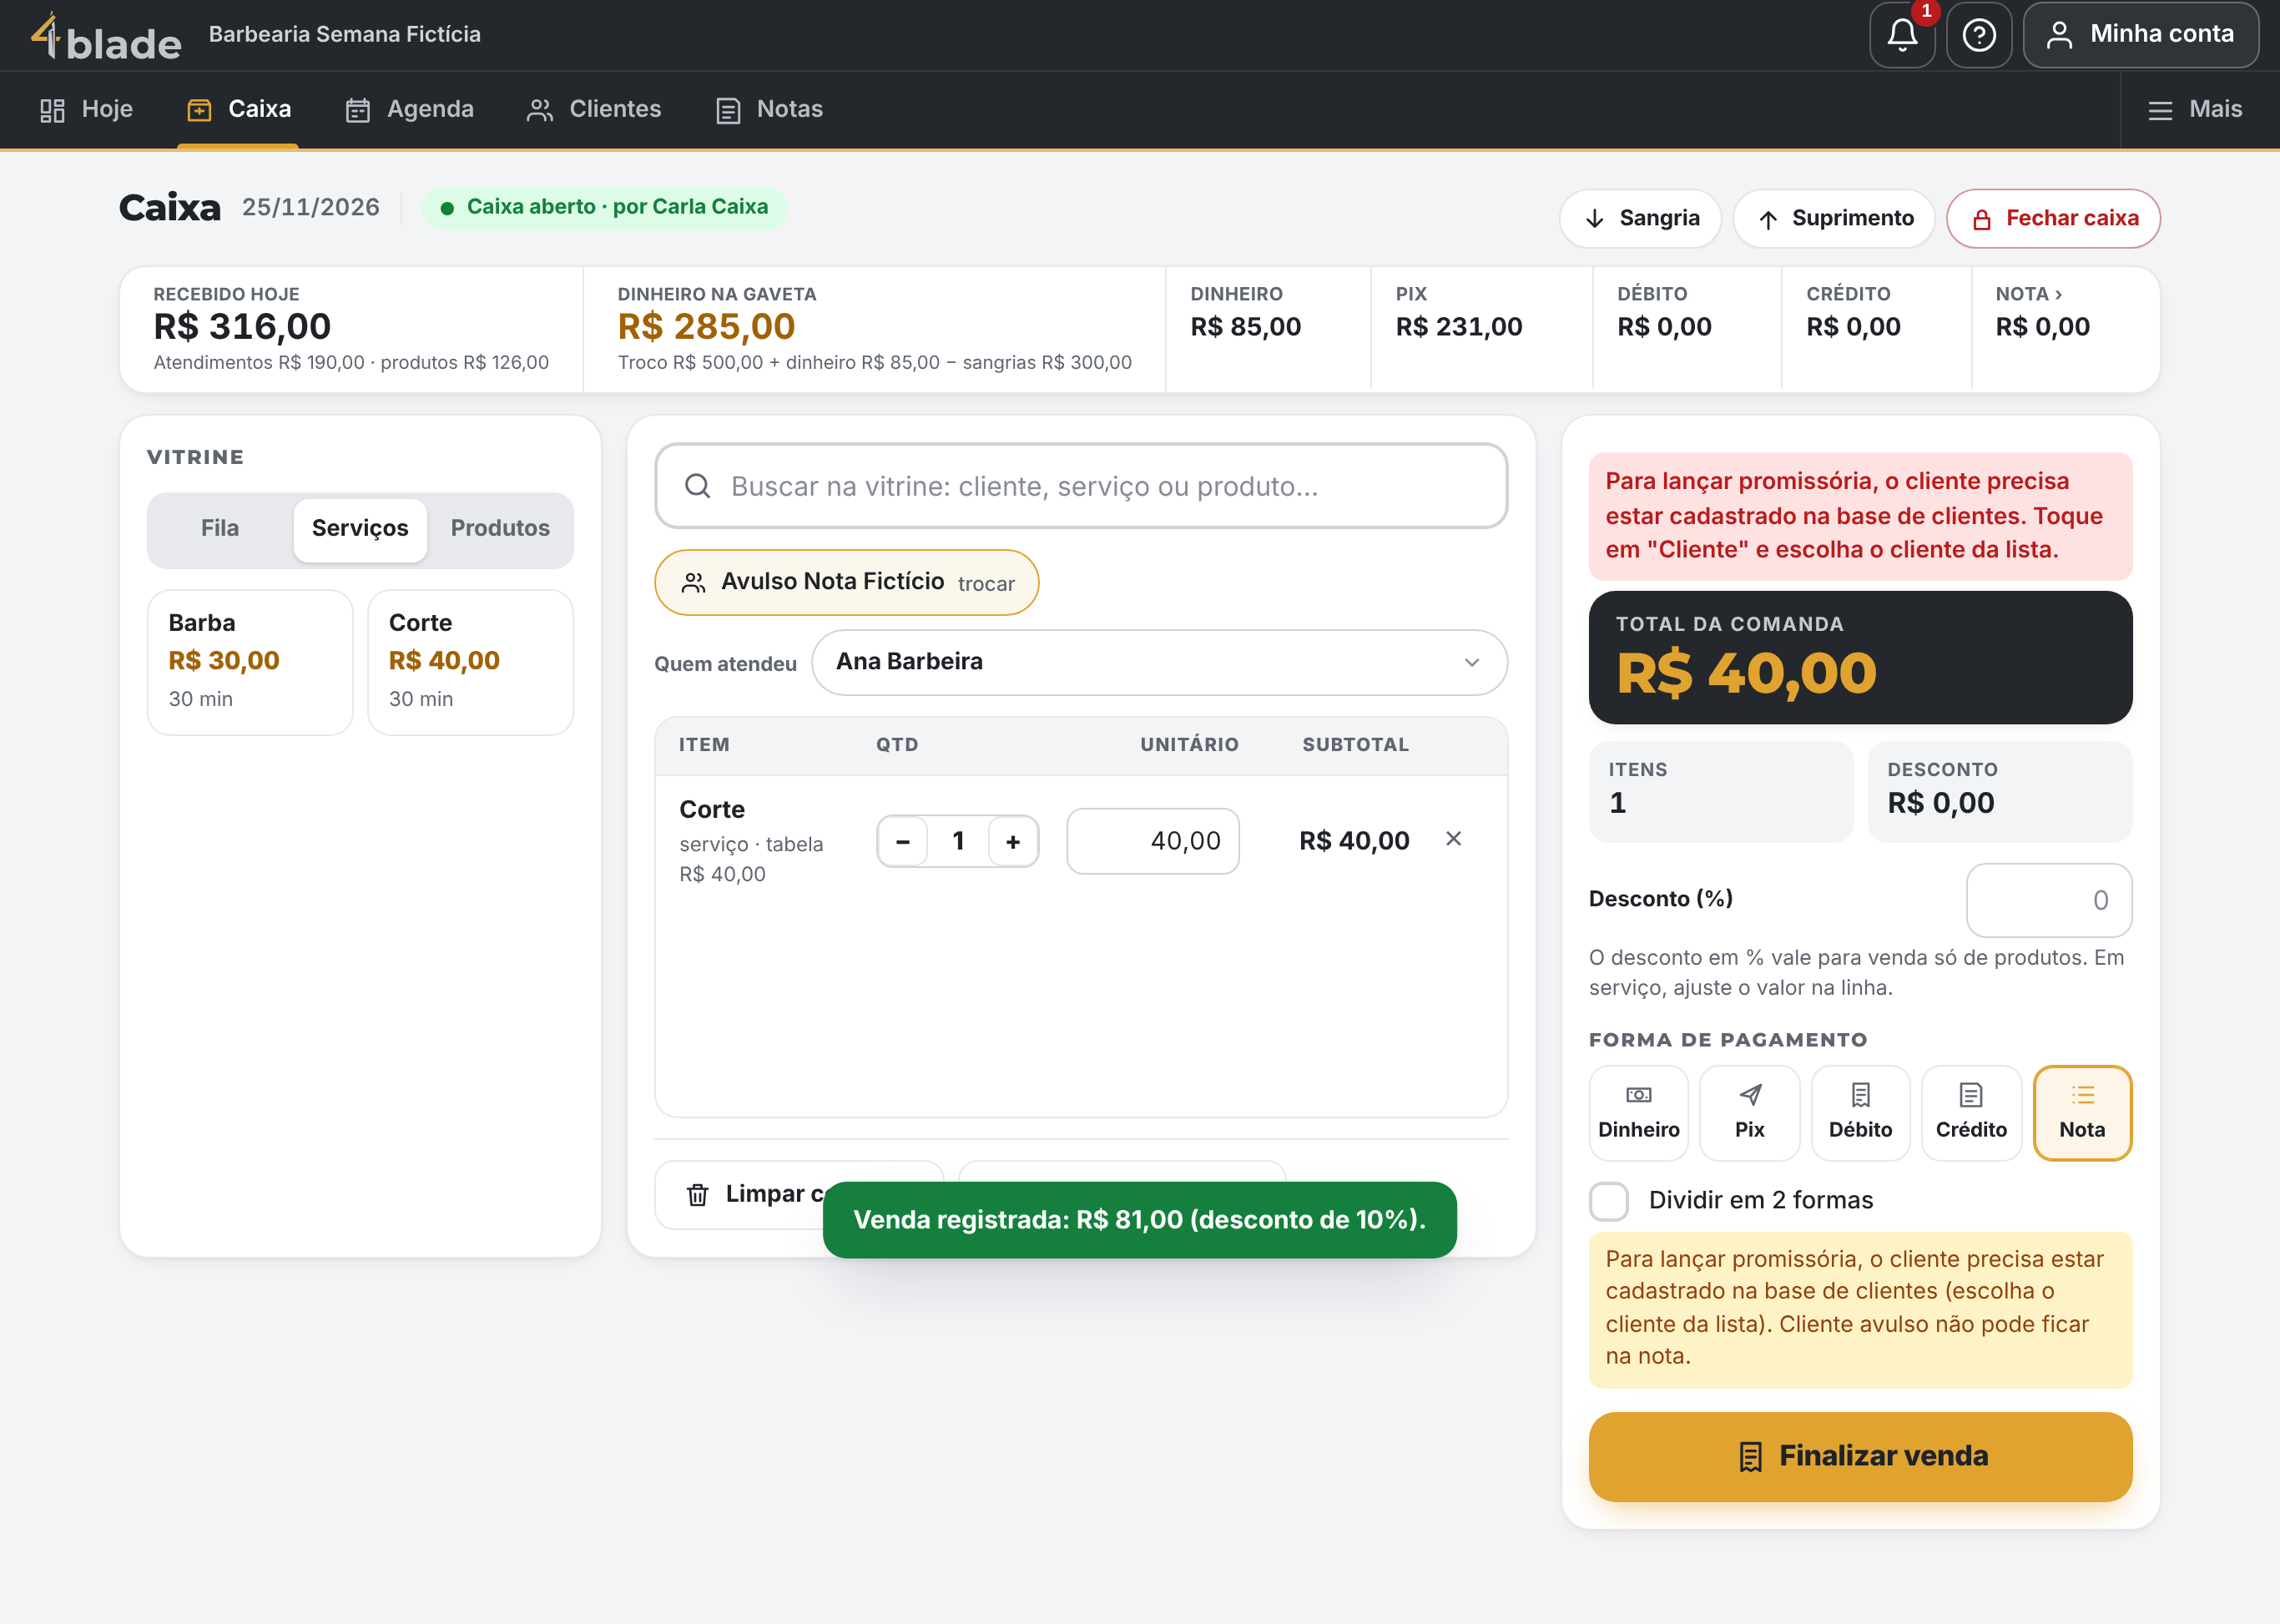 4blade
Barbearia Semana Fictícia
1
Minha conta
Hoje
Caixa
Agenda
Clientes
Notas
Mais
Caixa
25/11/2026
Caixa aberto · por Carla Caixa
Sangria
Suprimento
Fechar caixa
RECEBIDO HOJE
R$ 316,00
Atendimentos R$ 190,00 · produtos R$ 126,00
DINHEIRO NA GAVETA
R$ 285,00
Troco R$ 500,00 + dinheiro R$ 85,00 − sangrias R$ 300,00
DINHEIRO
R$ 85,00
PIX
R$ 231,00
DÉBITO
R$ 0,00
CRÉDITO
R$ 0,00
NOTA ›
R$ 0,00
VITRINE
Fila
Serviços
Produtos
Barba
R$ 30,00
30 min
Corte
R$ 40,00
30 min
Buscar na vitrine: cliente, serviço ou produto...
Avulso Nota Fictício trocar
Quem atendeu
Ana Barbeira
ITEM QTD UNITÁRIO SUBTOTAL
Corte
serviço · tabela
R$ 40,00
− 1 +
40,00
R$ 40,00 ×
Limpar c
Venda registrada: R$ 81,00 (desconto de 10%).
Para lançar promissória, o cliente precisa
estar cadastrado na base de clientes. Toque
em "Cliente" e escolha o cliente da lista.
TOTAL DA COMANDA
R$ 40,00
ITENS
1
DESCONTO
R$ 0,00
Desconto (%)
0
O desconto em % vale para venda só de produtos. Em
serviço, ajuste o valor na linha.
FORMA DE PAGAMENTO
Dinheiro
Pix
Débito
Crédito
Nota
Dividir em 2 formas
Para lançar promissória, o cliente precisa estar
cadastrado na base de clientes (escolha o
cliente da lista). Cliente avulso não pode ficar
na nota.
Finalizar venda